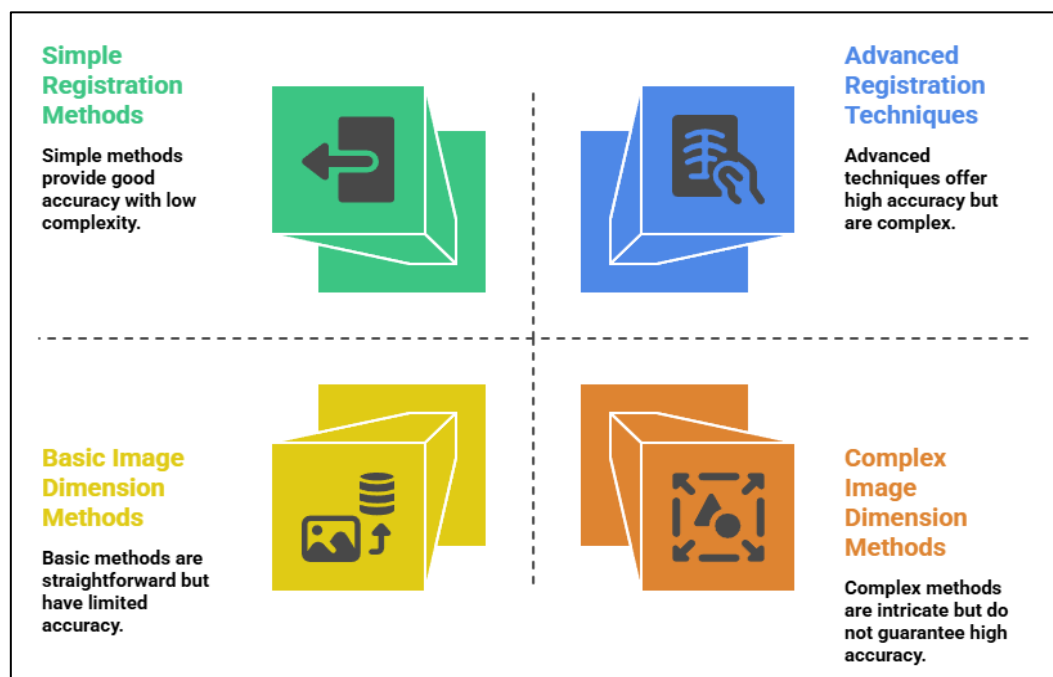 Simple
Registration
Methods
Simple methods
provide good
accuracy with low
complexity.
Advanced
Registration
Techniques
Advanced
techniques offer
high accuracy but
are complex.
Basic Image
Dimension
Methods
Basic methods are
straightforward but
have limited
accuracy.
Complex
Image
Dimension
Methods
Complex methods
are intricate but do
not guarantee high
accuracy.